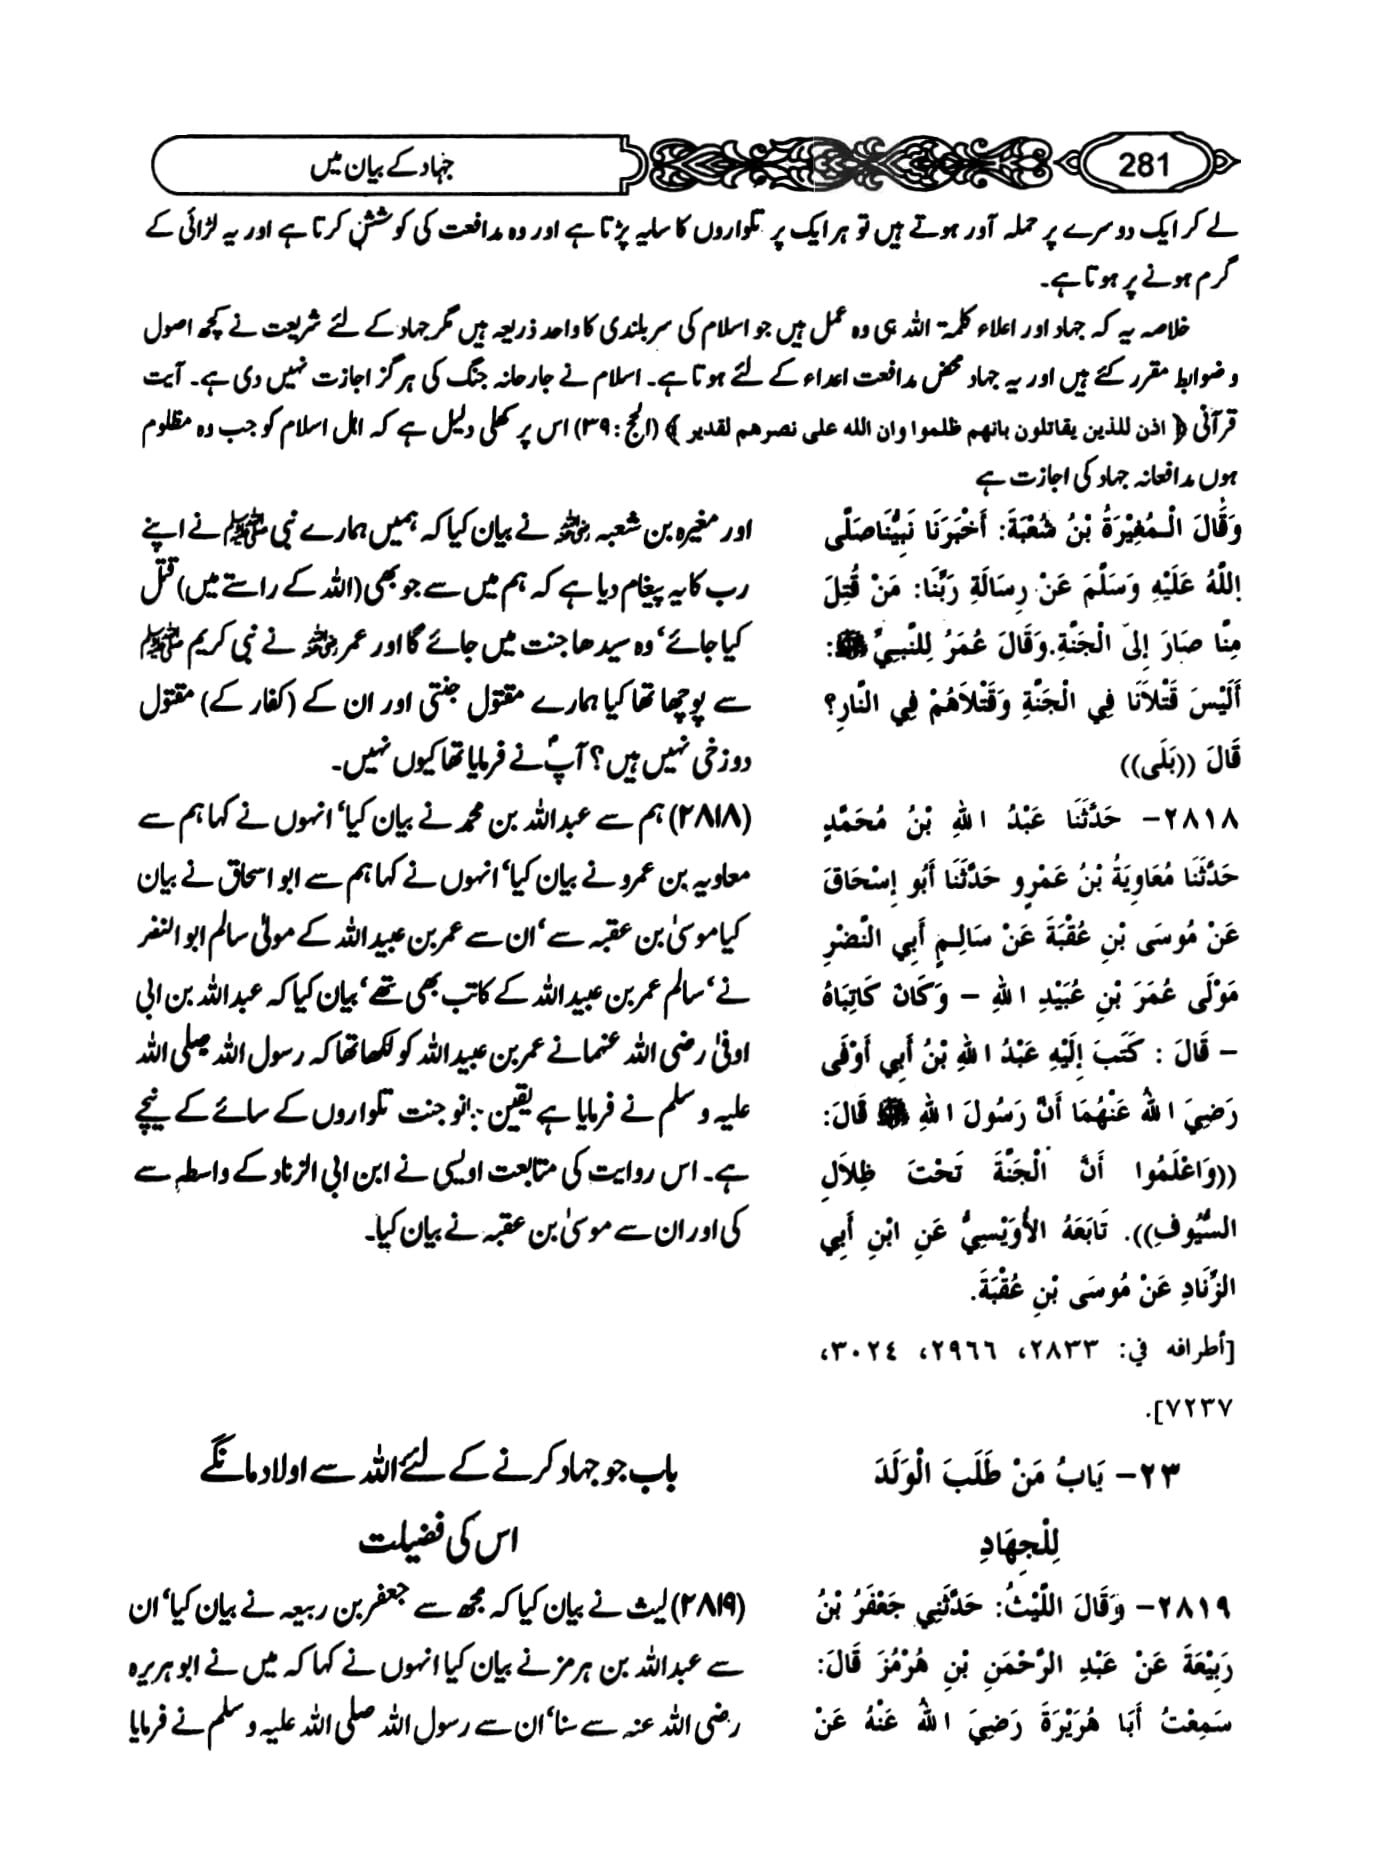 281
جہاد کے بیان میں
لے کر ایک دوسرے پر حملہ آور ہوتے ہیں تو ہر ایک پر تلواروں کا سایہ پڑتا ہے اور وہ مدافعت کی کوشش کرتا ہے اور یہ لڑائی کے
گرم ہونے پر ہوتا ہے۔
خلاصہ یہ کہ جہاد اور اعلاء کلمۃ اللہ ہی وہ عمل ہیں جو اسلام کی سربلندی کا واحد ذریعہ ہیں مگر جہاد کے لئے شریعت نے کچھ اصول
و ضوابط مقرر کئے ہیں اور یہ جہاد محض مدافعت اعداء کے لئے ہوتا ہے۔ اسلام نے جارحانہ جنگ کی ہرگز اجازت نہیں دی ہے۔ آیت
قرآنی ﴿ اذن للذین یقاتلون بانھم ظلموا وان الله علی نصرھم لقدیر ﴾ (الحج : ۳۹) اس پر کھلی دلیل ہے کہ اہل اسلام کو جب وہ مظلوم
ہوں مدافعانہ جہاد کی اجازت ہے
وَقَالَ الْـمُغِيْرَةُ بْنُ شُعْبَةَ: أَخْبَرَنَا نَبِيُّنَا صَلَّى
اللَّهُ عَلَيْهِ وَسَلَّمَ عَنْ رِسَالَةِ رَبِّنَا: مَنْ قُتِلَ
مِنَّا صَارَ إِلَى الْجَنَّةِ. وَقَالَ عُمَرُ لِلنَّبِيِّ ﷺ:
أَلَيْسَ قَتْلاَنَا فِي الْجَنَّةِ وَقَتْلاَهُمْ فِي النَّارِ؟
قَالَ ((بَلَى))
٢٨١٨– حَدَّثَنَا عَبْدُ اللهِ بْنُ مُحَمَّدٍ
حَدَّثَنَا مُعَاوِيَةُ بْنُ عَمْرٍو حَدَّثَنَا أَبُو إِسْحَاقَ
عَنْ مُوسَى بْنِ عُقْبَةَ عَنْ سَالِـمٍ أَبِي النَّضْرِ
مَوْلَى عُمَرَ بْنِ عُبَيْدِ اللهِ – وَكَانَ كَاتِبَاهُ
– قَالَ : كَتَبَ إِلَيْهِ عَبْدُ اللهِ بْنُ أَبِي أَوْفَى
رَضِيَ اللهُ عَنْهُمَا أَنَّ رَسُولَ اللهِ ﷺ قَالَ:
((وَاعْلَمُوا أَنَّ الْجَنَّةَ تَحْتَ ظِلاَلِ
السُّيُوفِ)). تَابَعَهُ الأُوَيْسِيُّ عَنِ ابْنِ أَبِي
الزِّنَادِ عَنْ مُوسَى بْنِ عُقْبَةَ.
[أطرافه في: ٢٨٣٣، ٢٩٦٦، ٣٠٢٤،
٧٢٣٧].
اور مغیرہ بن شعبہ رضی اللہ عنہ نے بیان کیا کہ ہمیں ہمارے نبی ﷺ نے اپنے
رب کا یہ پیغام دیا ہے کہ ہم میں سے جو بھی (اللہ کے راستے میں) قتل
کیا جائے‘ وہ سیدھا جنت میں جائے گا اور عمر رضی اللہ عنہ نے نبی کریم ﷺ
سے پوچھا تھا کیا ہمارے مقتول جنتی اور ان کے (کفار کے) مقتول
دوزخی نہیں ہیں؟ آپؐ نے فرمایا تھا کیوں نہیں۔
(۲۸۱۸) ہم سے عبداللہ بن محمد نے بیان کیا‘ انہوں نے کہا ہم سے
معاویہ بن عمرو نے بیان کیا‘ انہوں نے کہا ہم سے ابو اسحاق نے بیان
کیا موسیٰ بن عقبہ سے‘ ان سے عمر بن عبیداللہ کے مولیٰ سالم ابو النضر
نے‘ سالم عمر بن عبیداللہ کے کاتب بھی تھے‘ بیان کیا کہ عبداللہ بن ابی
اوفیٰ رضی اللہ عنما نے عمر بن عبیداللہ کو لکھا تھا کہ رسول اللہ صلی اللہ
علیہ وسلم نے فرمایا ہے یقین جانو جنت تلواروں کے سائے کے نیچے
ہے۔ اس روایت کی متابعت اویسی نے ابن ابی الزناد کے واسطہ سے
کی اور ان سے موسیٰ بن عقبہ نے بیان کیا۔
٢٣– بَابُ مَنْ طَلَبَ الْوَلَدَ
لِلْجِهَادِ
باب جو جہاد کرنے کے لئے اللہ سے اولاد مانگے
اس کی فضیلت
٢٨١٩– وَقَالَ اللَّيْثُ: حَدَّثَنِي جَعْفَرُ بْنُ
رَبِيْعَةَ عَنْ عَبْدِ الرَّحْمَنِ بْنِ هُرْمُزَ قَالَ:
سَمِعْتُ أَبَا هُرَيْرَةَ رَضِيَ اللهُ عَنْهُ عَنْ
(۲۸۱۹) لیث نے بیان کیا کہ مجھ سے جعفر بن ربیعہ نے بیان کیا‘ ان
سے عبداللہ بن ہرمز نے بیان کیا انہوں نے کہا کہ میں نے ابو ہریرہ
رضی اللہ عنہ سے سنا‘ ان سے رسول اللہ صلی اللہ علیہ وسلم نے فرمایا